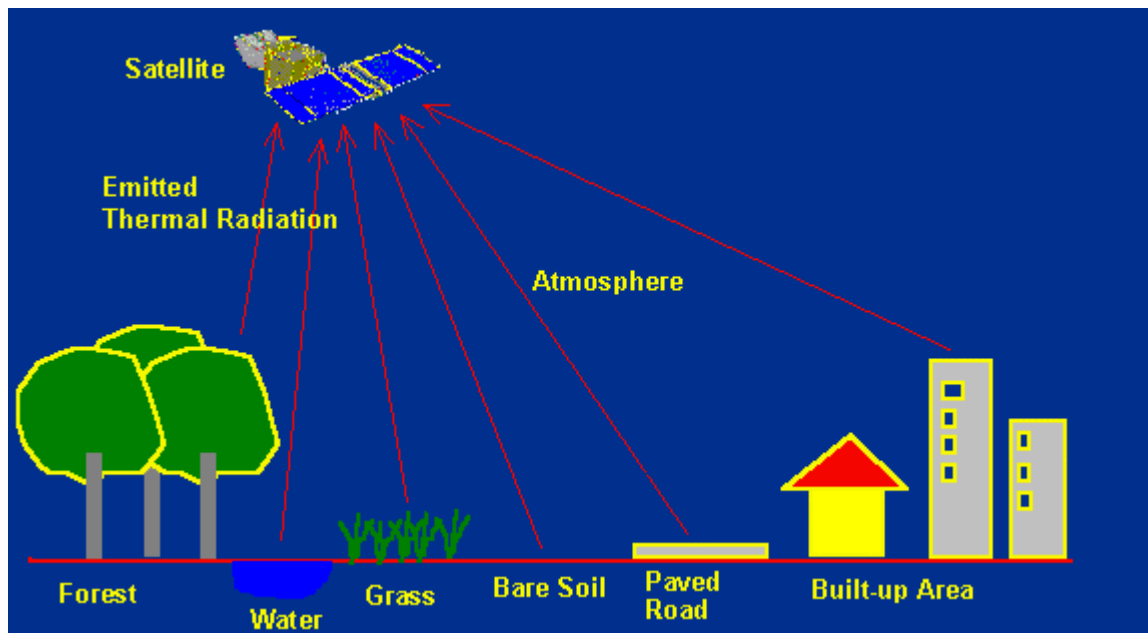 Satellite
Emitted
Thermal Radiation
Atmosphere
Forest
Water
Grass
Bare Soil
Paved
Road
Built-up Area